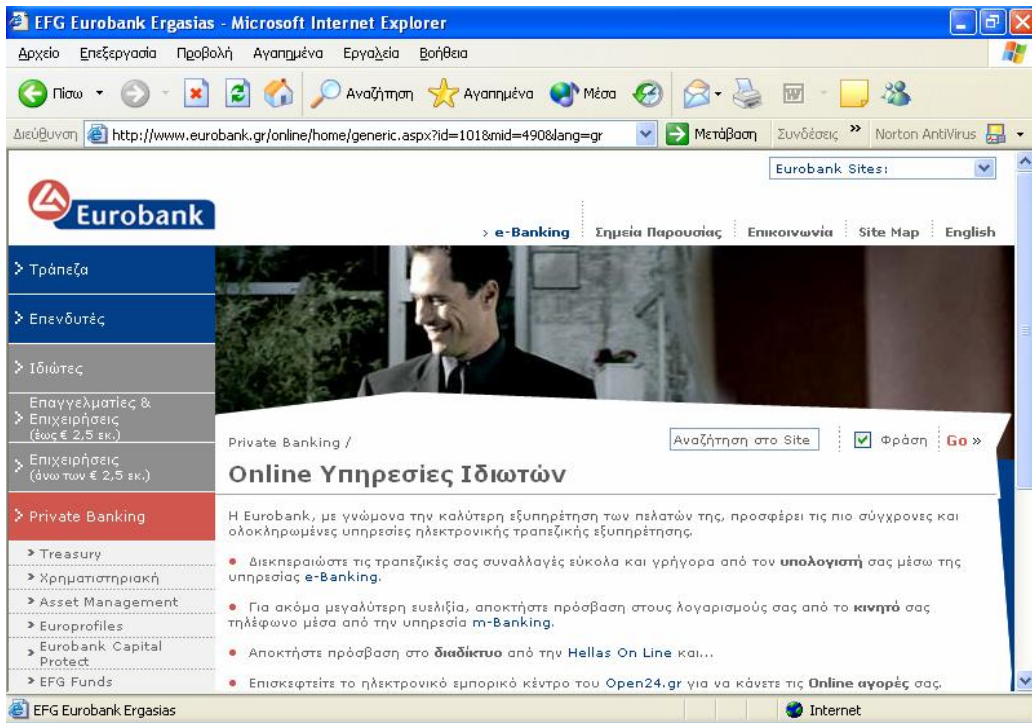 EFG Eurobank Ergasias - Microsoft Internet Explorer
Αρχείο Επεξεργασία Προβολή Αγαπημένα Εργαλεία Βοήθεια
Πίσω Αναζήτηση Αγαπημένα Μέσα
Διεύθυνση http://www.eurobank.gr/online/home/generic.aspx?id=101&mid=490&lang=gr Μετάβαση Συνδέσεις » Norton AntiVirus
Eurobank Sites:
Eurobank
> e-Banking Σημεία Παρουσίας Επικοινωνία Site Map English
Τράπεζα
Επενδυτές
Ιδιώτες
Επαγγελματίες &
Επιχειρήσεις
(έως € 2,5 εκ.)
Επιχειρήσεις
(άνω των € 2,5 εκ.)
Private Banking
Treasury
Χρηματιστηριακή
Asset Management
Europrofiles
Eurobank Capital
Protect
EFG Funds
Private Banking / Αναζήτηση στο Site Φράση Go »
Online Υπηρεσίες Ιδιωτών
Η Eurobank, με γνώμονα την καλύτερη εξυπηρέτηση των πελατών της, προσφέρει τις πιο σύγχρονες και
ολοκληρωμένες υπηρεσίες ηλεκτρονικής τραπεζικής εξυπηρέτησης.
• Διεκπεραιώστε τις τραπεζικές σας συναλλαγές εύκολα και γρήγορα από τον υπολογιστή σας μέσω της
υπηρεσίας e-Banking.
• Για ακόμα μεγαλύτερη ευελιξία, αποκτήστε πρόσβαση στους λογαρισμούς σας από το κινητό σας
τηλέφωνο μέσα από την υπηρεσία m-Banking.
• Αποκτήστε πρόσβαση στο διαδίκτυο από την Hellas On Line και...
• Επισκεφτείτε το ηλεκτρονικό εμπορικό κέντρο του Open24.gr για να κάνετε τις Online αγορές σας.
EFG Eurobank Ergasias Internet